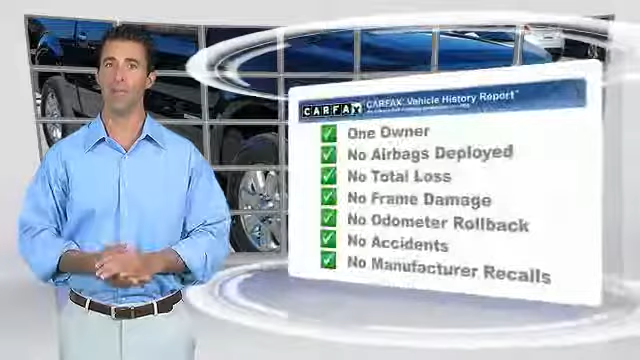 CARFAX CARFAX Vehicle History Report™
One Owner
No Airbags Deployed
No Total Loss
No Frame Damage
No Odometer Rollback
No Accidents
No Manufacturer Recalls